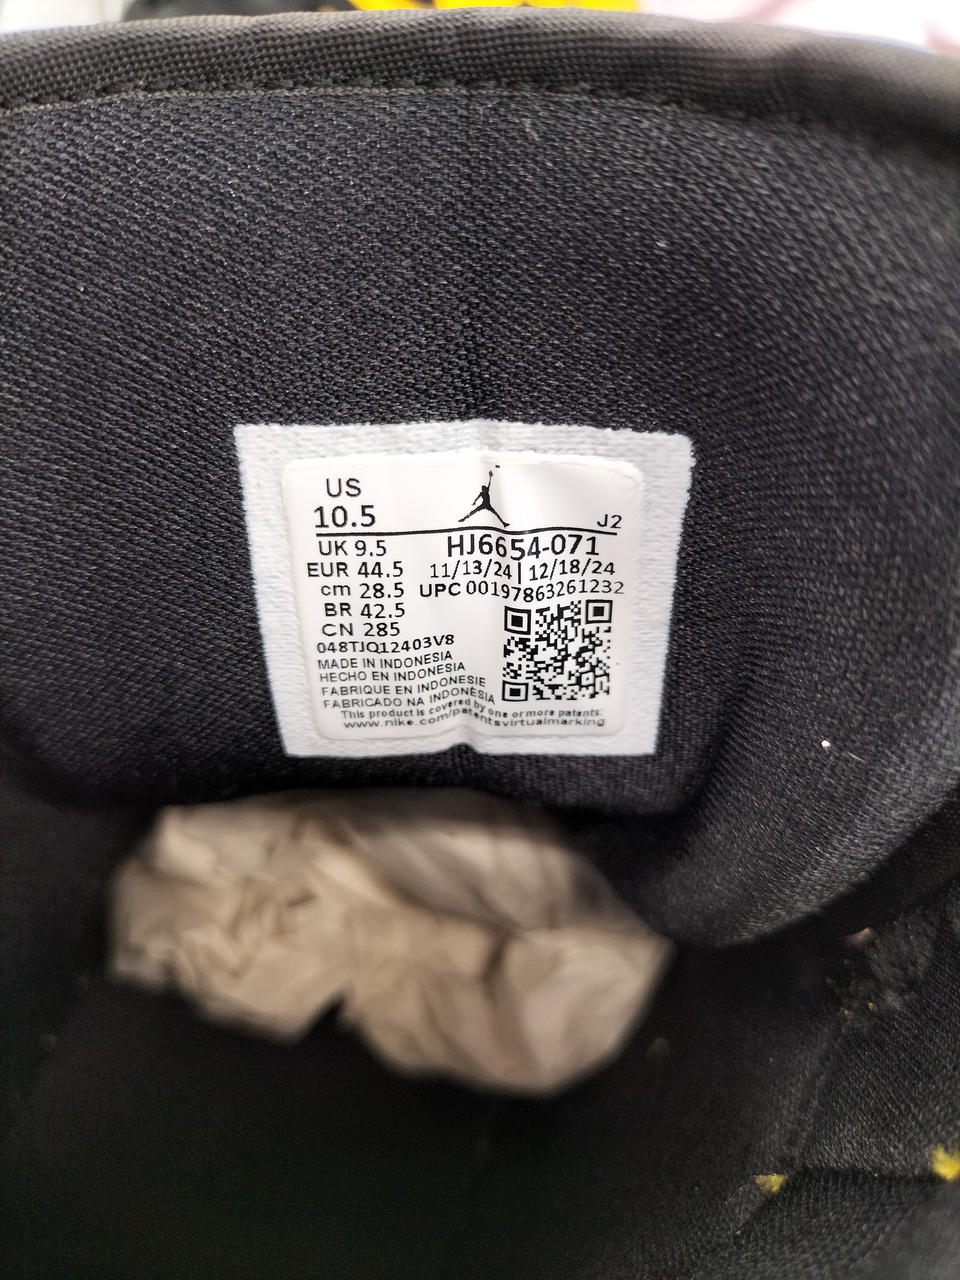 US
10.5
J2
UK 9.5
HJ6654-071
EUR 44.5
11/13/24 | 12/18/24
cm 28.5
UPC 00197863261232
BR 42.5
CN 285
048TJQ12403V8
MADE IN INDONESIA
HECHO EN INDONESIA
FABRIQUE EN INDONESIE
FABRICADO NA INDONÈSIA
This product is covered by one or more patents:
www.nike.com/patentsvirtualmarking